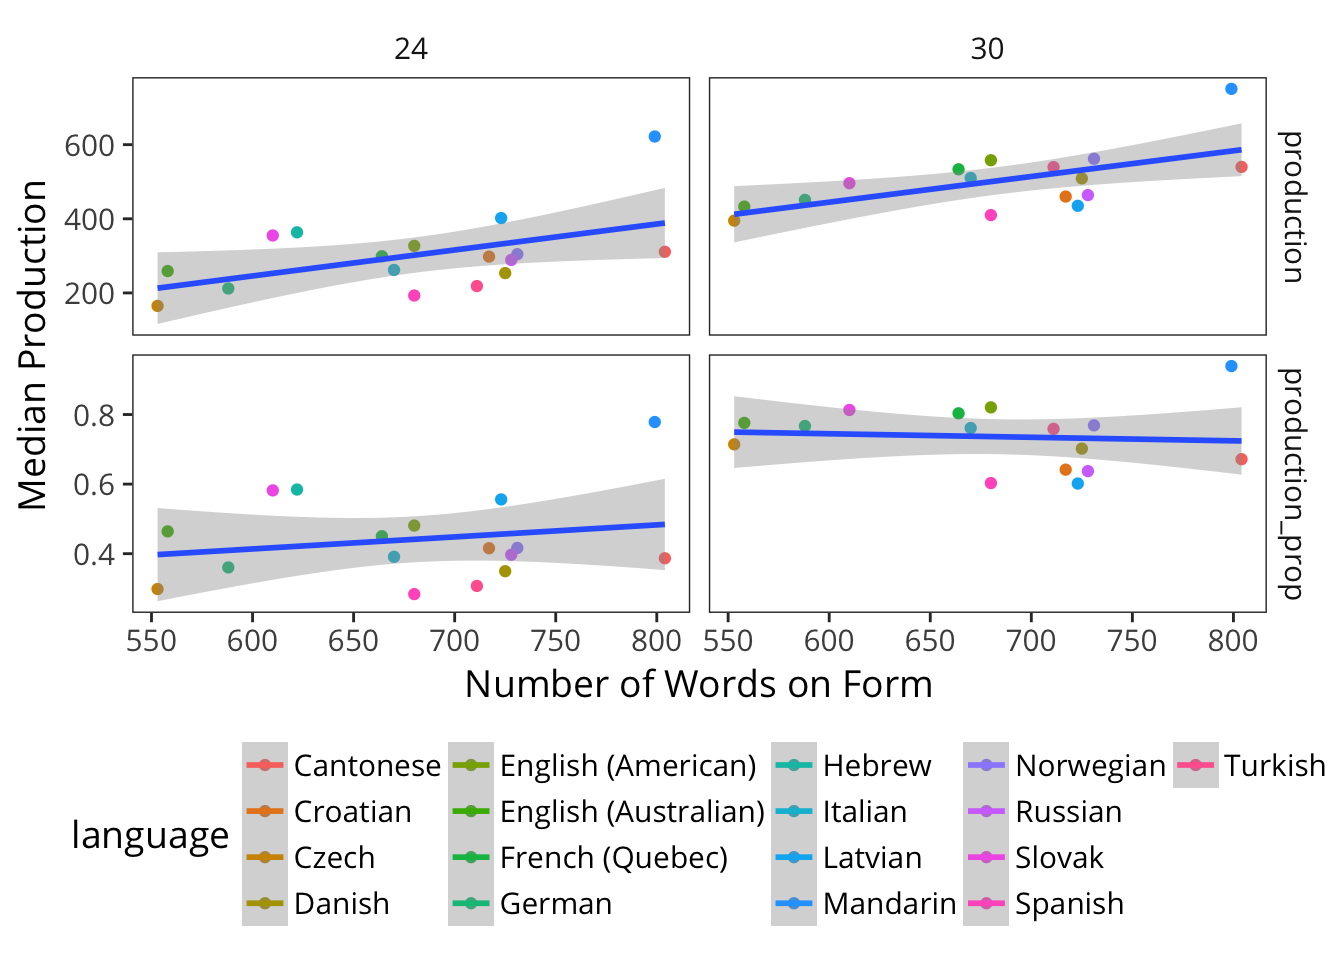 24 30
600
400
200
production
Median Production
0.8
0.6
0.4
production_prop
550 600 650 700 750 800 550 600 650 700 750 800
Number of Words on Form
language
Cantonese English (American) Hebrew Norwegian Turkish
Croatian English (Australian) Italian Russian
Czech French (Quebec) Latvian Slovak
Danish German Mandarin Spanish